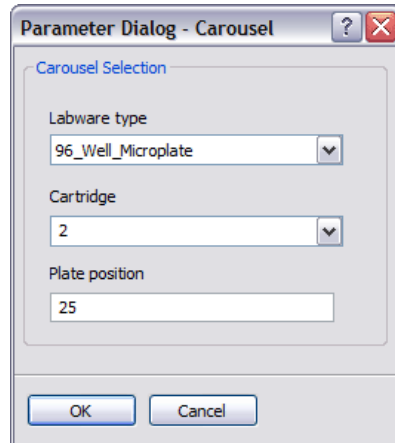 Parameter Dialog - Carousel ?
Carousel Selection
Labware type
96_Well_Microplate
Cartridge
2
Plate position
25
OK Cancel